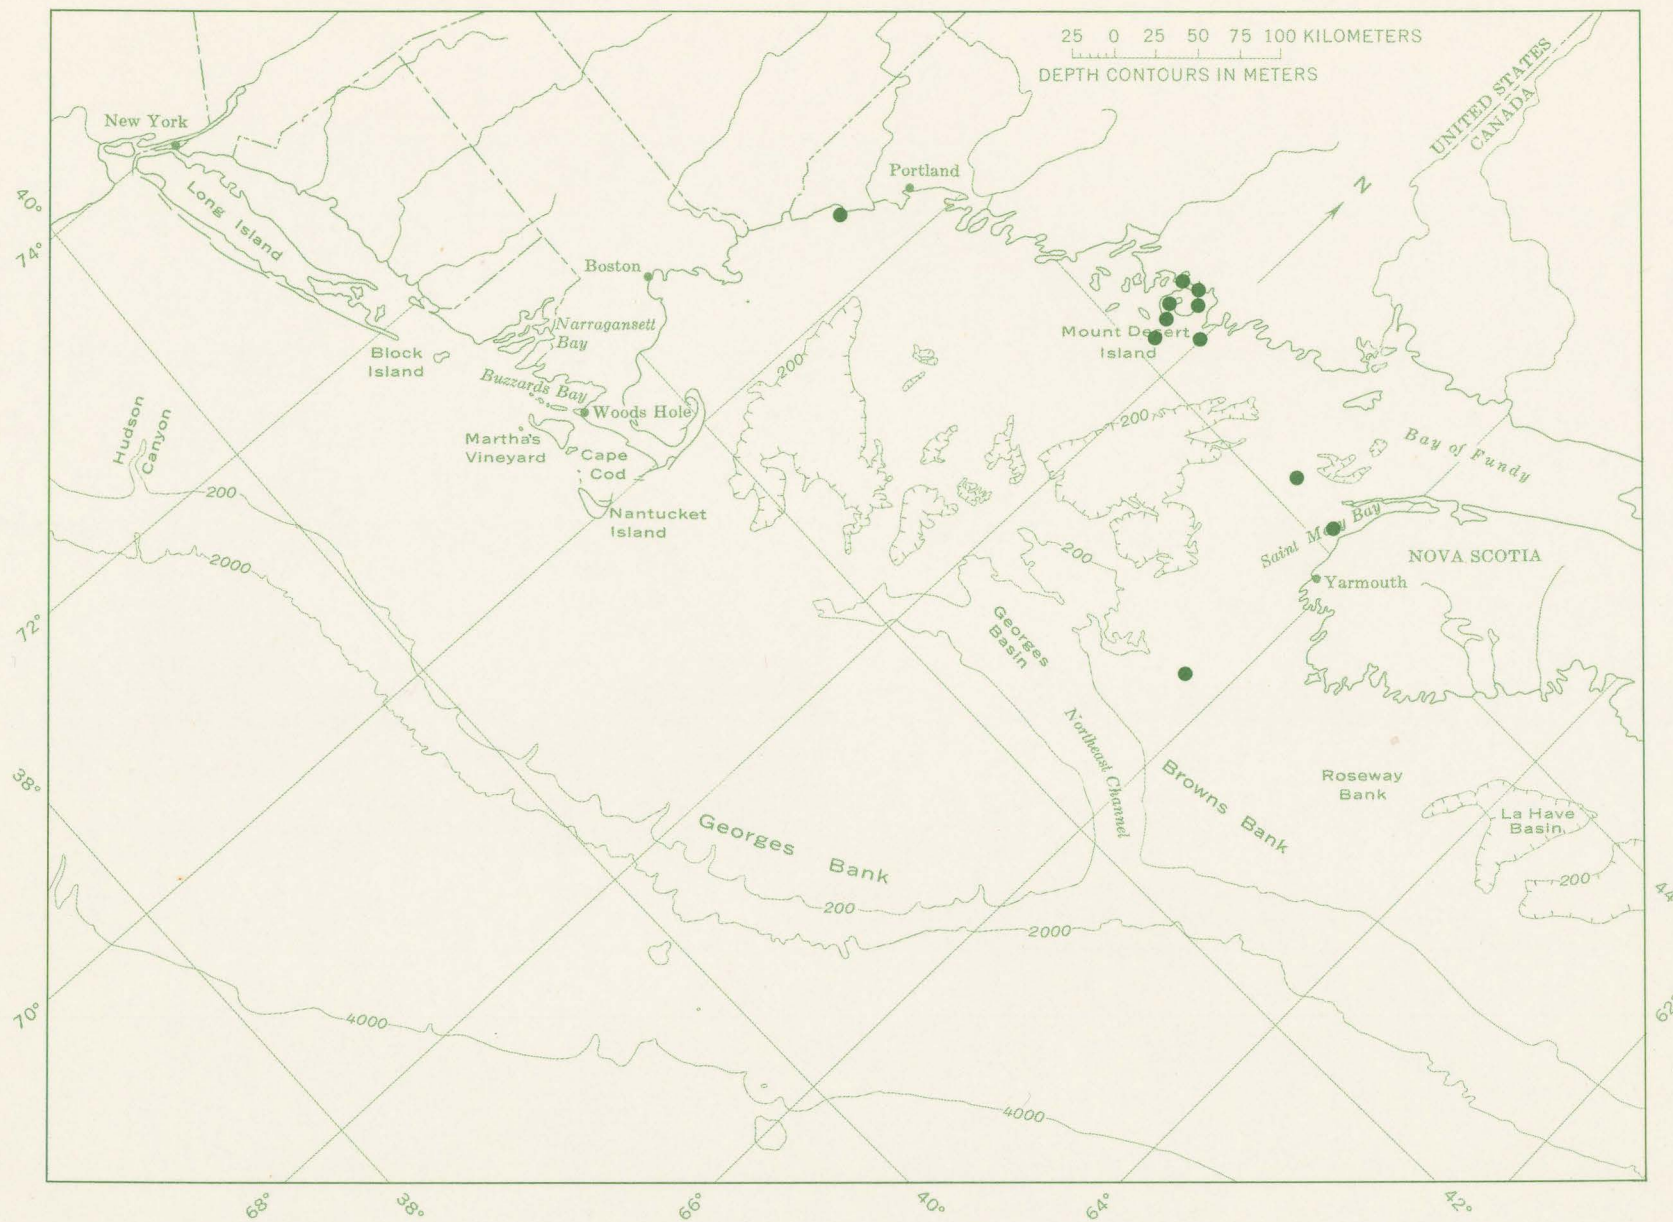 25 0 25 50 75 100 KILOMETERS
DEPTH CONTOURS IN METERS
UNITED STATES
CANADA
New York
Portland
N
40°
Long Island
74°
Boston
Narragansett
Bay
Mount Desert
Island
Block
Island
200
Buzzards Bay
Woods Hole
200
Hudson
Canyon
Martha's
Vineyard
Cape
Cod
Bay of Fundy
200
Nantucket
Island
Saint Mary Bay
2000
200
NOVA SCOTIA
Yarmouth
72°
Georges
Basin
Northeast Channel
38°
Browns Bank
Roseway
Bank
La Have
Basin
Georges Bank
200
200
44
2000
70°
4000
62°
4000
68°
38°
66°
40°
64°
42°